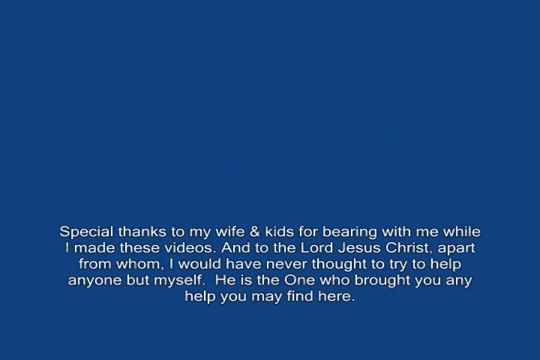 Special thanks to my wife & kids for bearing with me while
I made these videos. And to the Lord Jesus Christ, apart
from whom, I would have never thought to try to help
anyone but myself.  He is the One who brought you any
help you may find here.